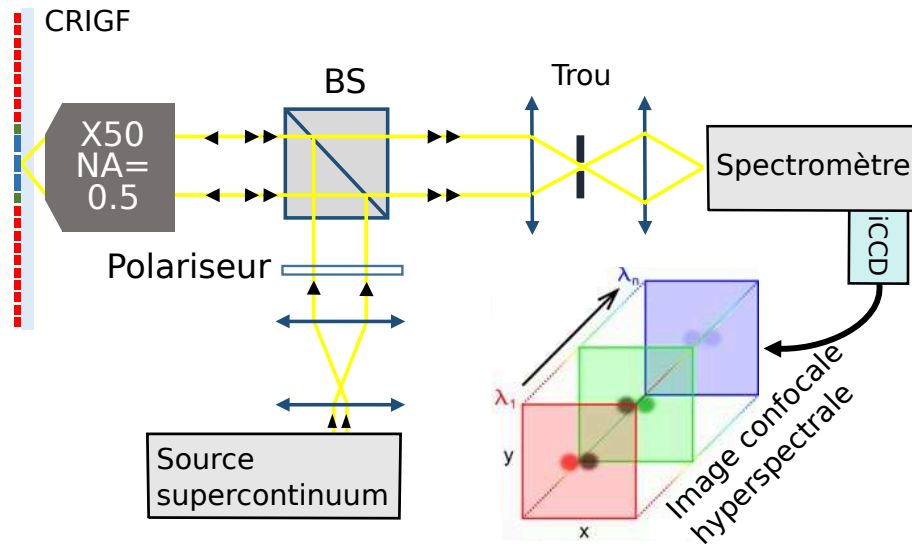 CRIGF
BS
Trou
X50
NA=
0.5
Spectromètre
iCCD
Polariseur
Source
supercontinuum
λn
λ1
y
x
Image confocale
hyperspectrale